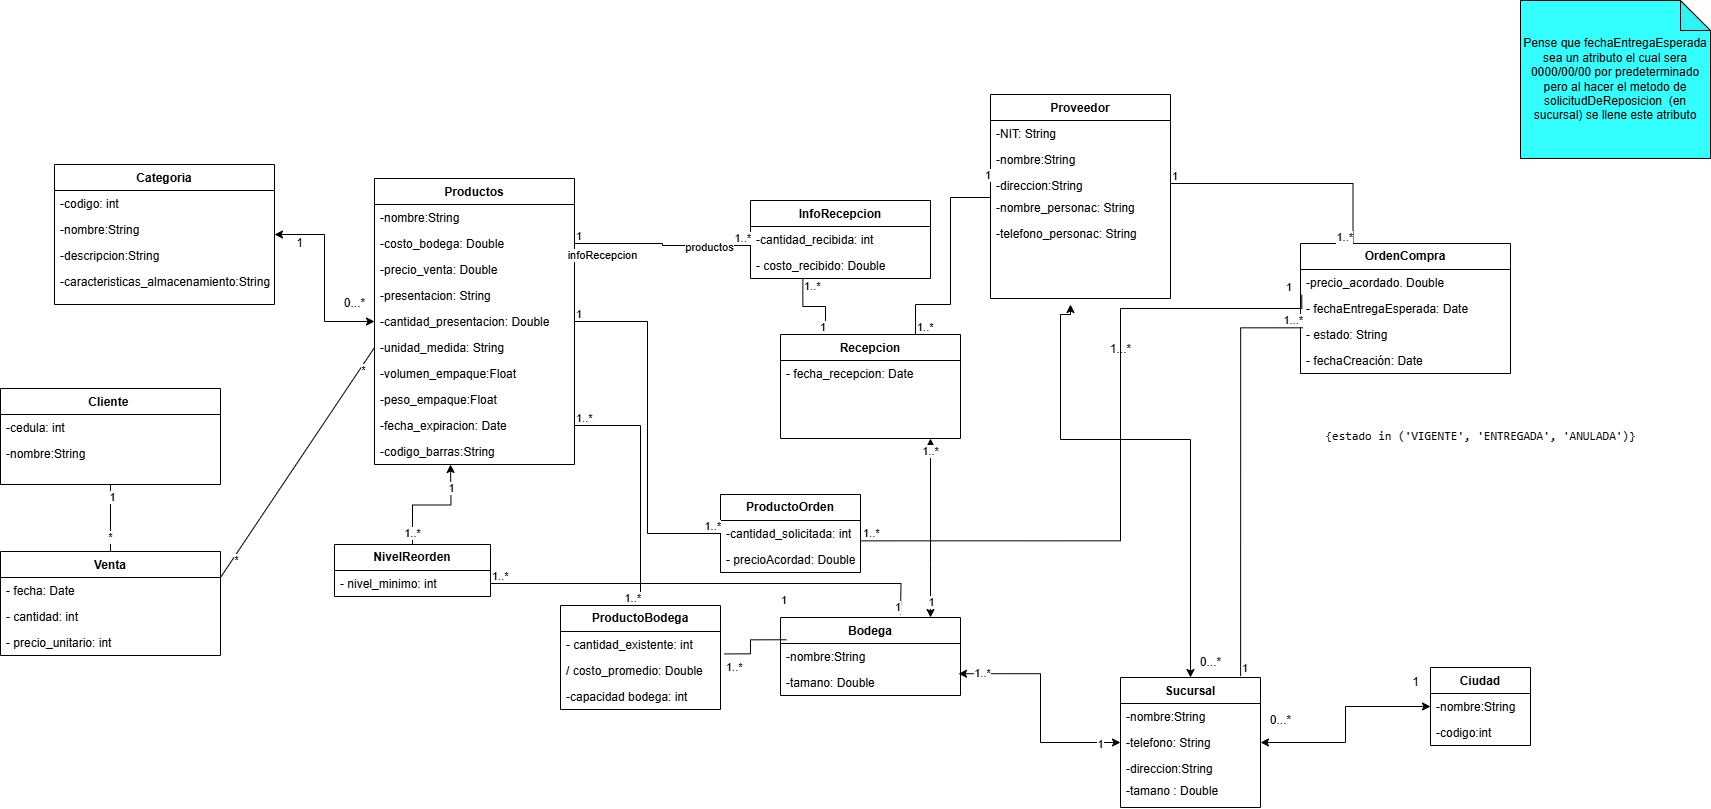 Pense que fechaEntregaEsperada
sea un atributo el cual sera
0000/00/00 por predeterminado
pero al hacer el metodo de
solicitudDeReposicion (en
sucursal) se llene este atributo
Proveedor
-NIT: String
-nombre:String
-direccion:String
-nombre_personac: String
-telefono_personac: String
1
1
Categoria
-codigo: int
-nombre:String
-descripcion:String
-caracteristicas_almacenamiento:String
1
0...*
Productos
-nombre:String
-costo_bodega: Double
-precio_venta: Double
-presentacion: String
-cantidad_presentacion: Double
-unidad_medida: String
-volumen_empaque:Float
-peso_empaque:Float
-fecha_expiracion: Date
-codigo_barras:String
1
infoRecepcion
productos
1..*
InfoRecepcion
-cantidad_recibida: int
- costo_recibido: Double
1..*
1
1..*
Recepcion
- fecha_recepcion: Date
1..*
1
1..*
OrdenCompra
-precio_acordado. Double
- fechaEntregaEsperada: Date
- estado: String
- fechaCreación: Date
1
1...*
1...*
{estado in ('VIGENTE', 'ENTREGADA', 'ANULADA')}
Cliente
-cedula: int
-nombre:String
1
*
*
*
Venta
- fecha: Date
- cantidad: int
- precio_unitario: int
1
1..*
NivelReorden
- nivel_minimo: int
1..*
1
1..*
1..*
ProductoOrden
-cantidad_solicitada: int
- precioAcordad: Double
1..*
1..*
ProductoBodega
- cantidad_existente: int
/ costo_promedio: Double
-capacidad bodega: int
1..*
1
1
Bodega
-nombre:String
-tamano: Double
1..*
1
0...*
1
Sucursal
-nombre:String
-telefono: String
-direccion:String
-tamano : Double
0...*
1
Ciudad
-nombre:String
-codigo:int